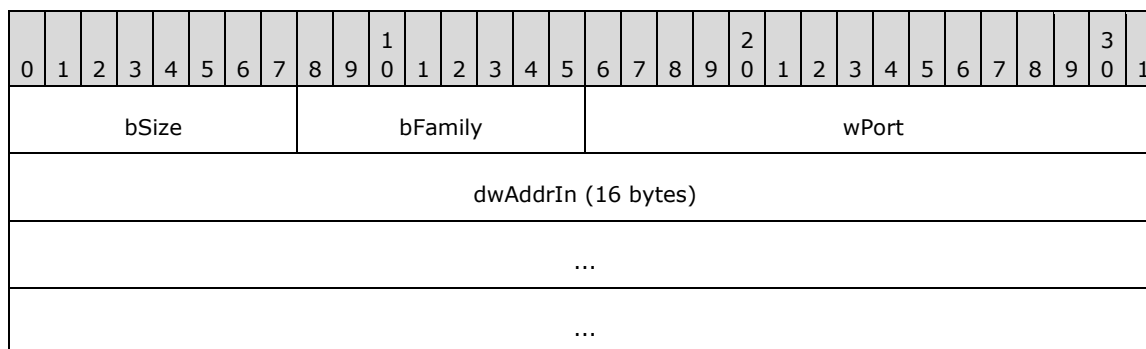 1 2 3
0 1 2 3 4 5 6 7 8 9 0 1 2 3 4 5 6 7 8 9 0 1 2 3 4 5 6 7 8 9 0 1
bSize bFamily wPort
dwAddrIn (16 bytes)
...
...